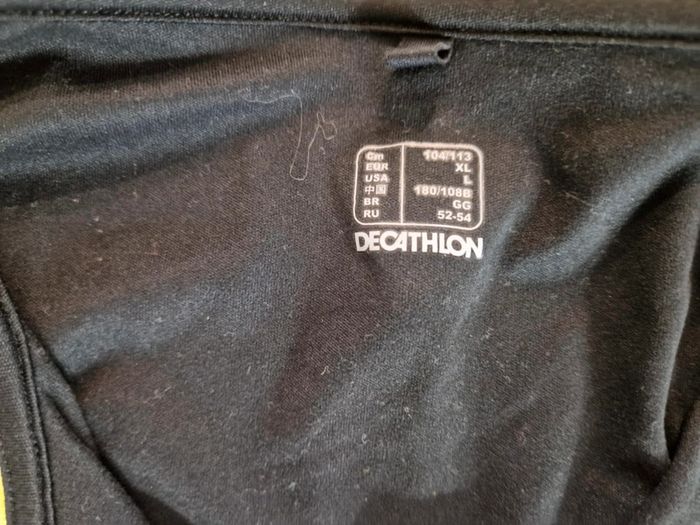 Cm 104/113
EUR XL
USA L
中国 180/108B
BR GG
RU 52-54
DECATHLON